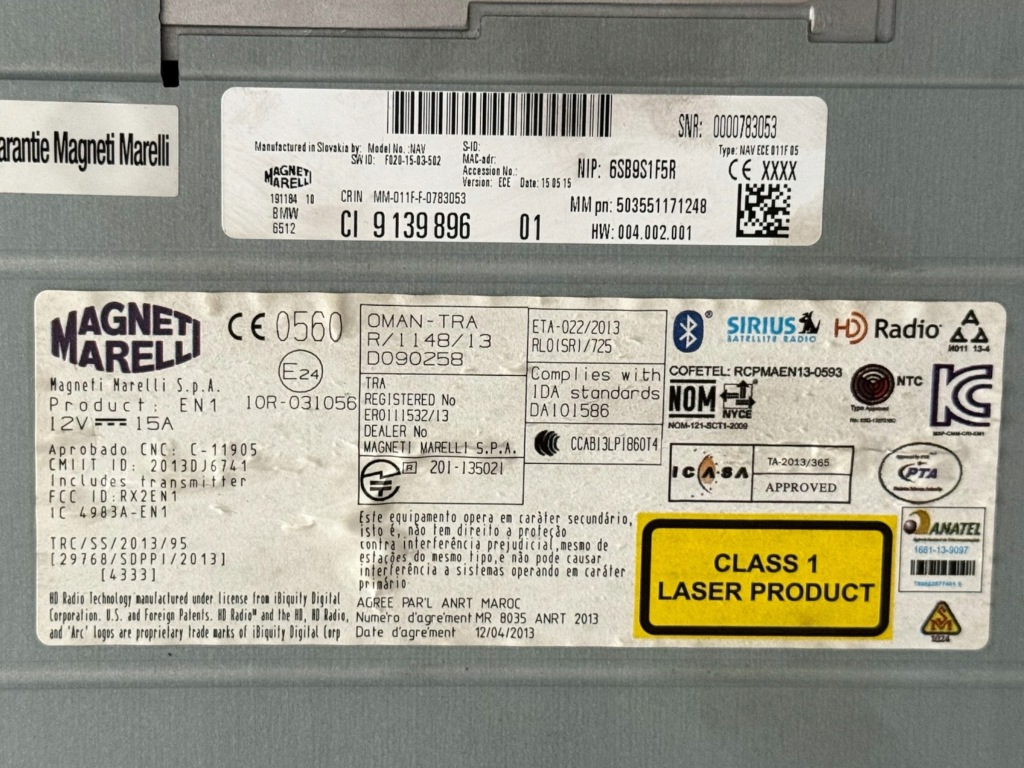 arantie Magneti Marelli
SNR: 0000783053
Manufactured in Slovakia by: Model No.:NAV
SW ID: F020-15-03-502
S-ID:
MAC-adr:
Accession No.:
Version: ECE Date: 15 05 15
Type: NAV ECE 011F 05
CE XXXX
NIP: 6SB9S1F5R
MAGNETI
MARELLI
191184 10
BMW
6512
CRIN MM-011F-F-0783053
CI 9 139 896 01
MM pn: 503551171248
HW: 004.002.001
MAGNETI
MARELLI
CE 0560
E24
10R-031056
Magneti Marelli S.p.A.
Product: EN1
12V 15A
Aprobado CNC: C-11905
CMIIT ID: 2013DJ6741
Includes transmitter
FCC ID:RX2EN1
IC 4983A-EN1
TRC/SS/2013/95
[29768/SDPPI/2013]
[4333]
HD Radio Technology manufactured under license from iBiquity Digital
Corporation. U.S. and Foreign Patents. HD Radio™ and the HD, HD Radio,
and 'Arc' Logos are proprietary trade marks of iBiquity Digital Corp
OMAN-TRA
R/1148/13
D090258
TRA
REGISTERED No
ER0111532/13
DEALER No
MAGNETI MARELLI S.P.A.
R 201-135021
ETA-022/2013
RLO(SR)/725
Complies with
IDA standards
DA101586
CCAB13LP1860T4
Este equipamento opera em caráter secundário,
isto é, não tem direito a proteção
contra interferência prejudicial,mesmo de
estações do mesmo tipo,e não pode causar
interferência a sistemas operando em caráter
primário
AGREE PAR'L ANRT MAROC
Numero d'agrement MR 8035 ANRT 2013
Date d'agrement 12/04/2013
SIRIUS
SATELLITE RADIO
HD Radio
COFETEL: RCPMAEN13-0593
NOM
NYCE
NOM-121-SCT1-2009
NTC
Type Approved
ICASA
TA-2013/365
APPROVED
PTA
CLASS 1
LASER PRODUCT
ANATEL
1681-13-9097